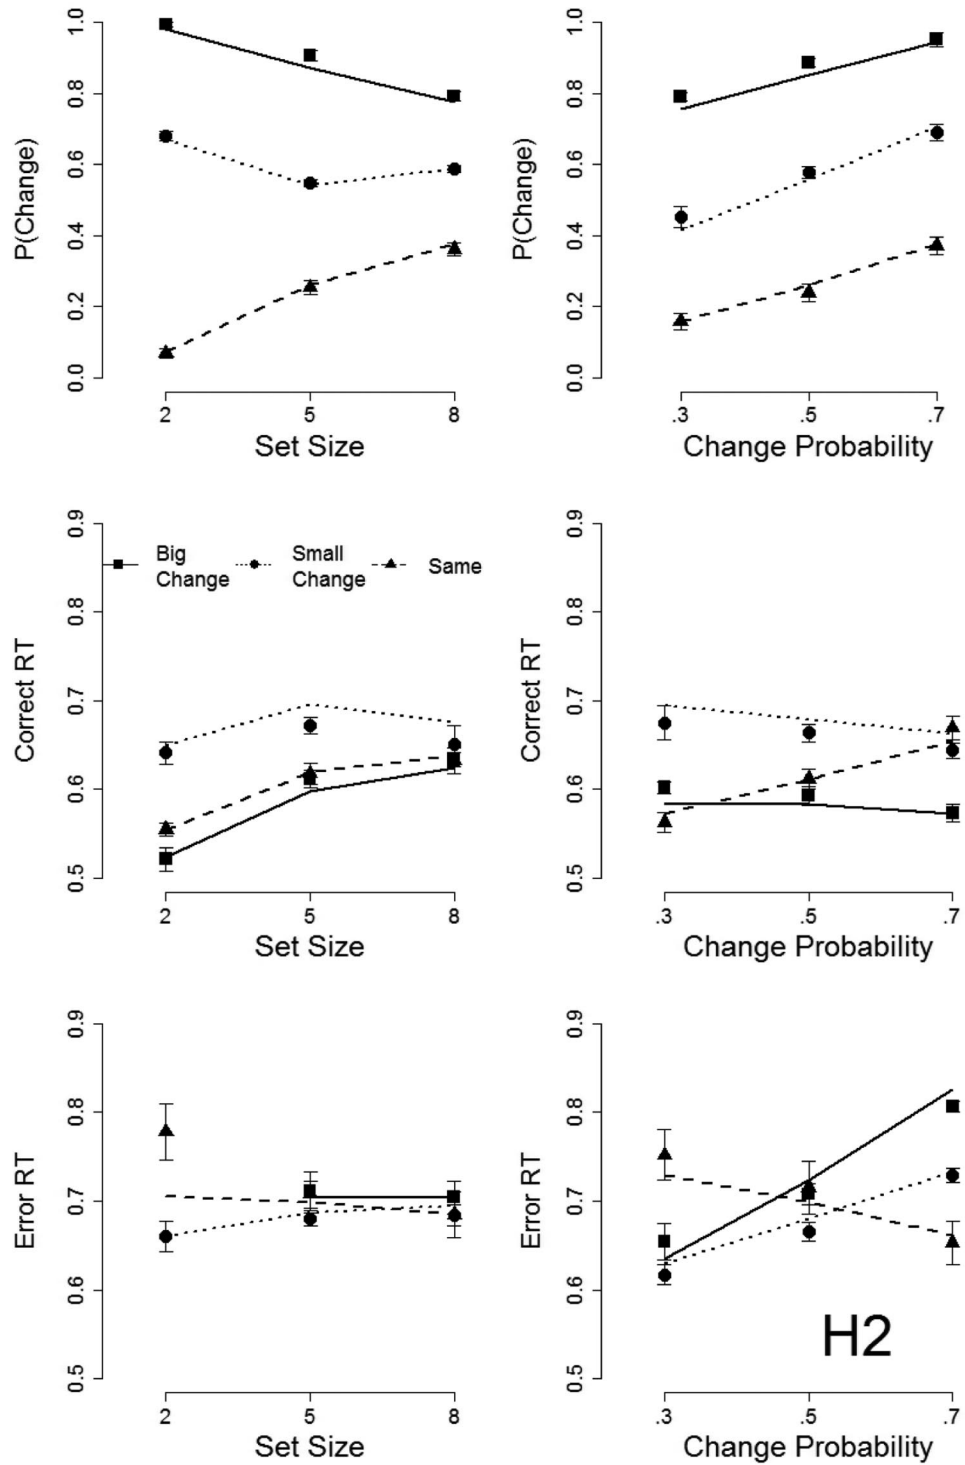 P(Change)
0.0 0.2 0.4 0.6 0.8 1.0
2 5 8
Set Size
P(Change)
0.0 0.2 0.4 0.6 0.8 1.0
.3 .5 .7
Change Probability
Correct RT
0.5 0.6 0.7 0.8 0.9
Big
Change
Small
Change
Same
2 5 8
Set Size
Correct RT
0.5 0.6 0.7 0.8 0.9
.3 .5 .7
Change Probability
Error RT
0.5 0.6 0.7 0.8 0.9
2 5 8
Set Size
Error RT
0.5 0.6 0.7 0.8 0.9
H2
.3 .5 .7
Change Probability